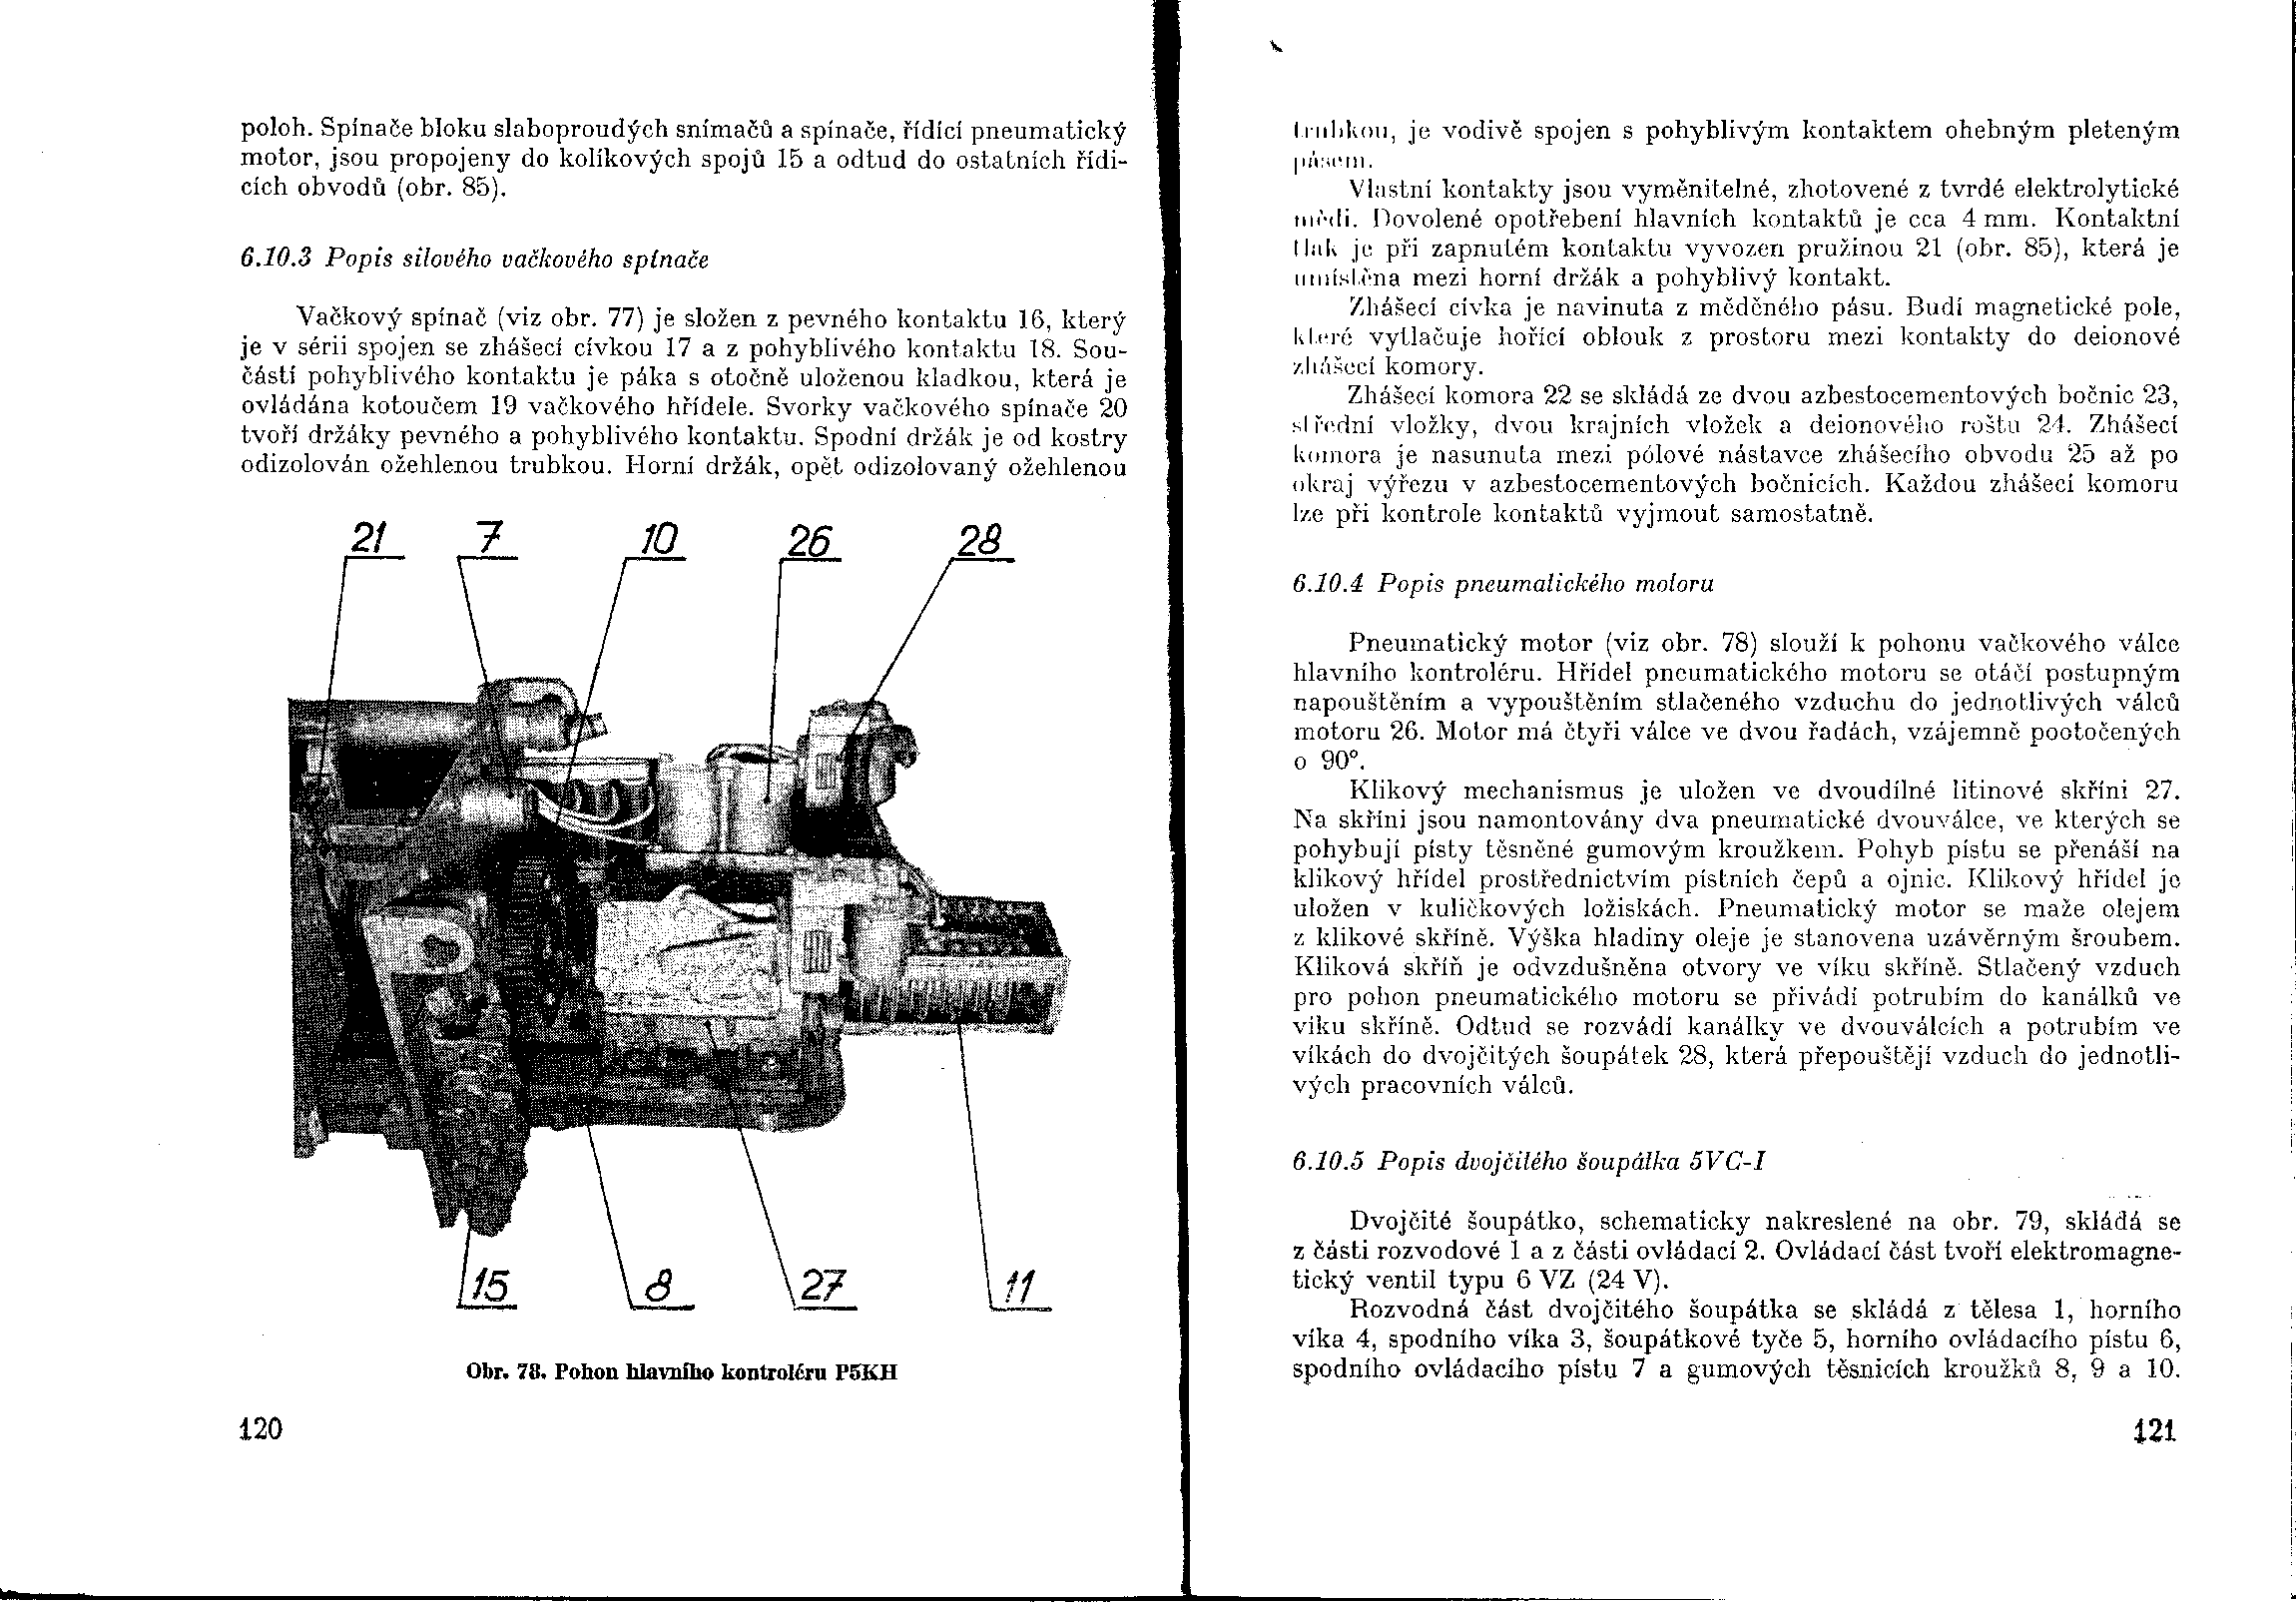 poloh. Spínače bloku slaboproudých snímačů a spínače, řídící pneumatický
motor, jsou propojeny do kolíkových spojů 15 a odtud do ostatních řídi-
cích obvodů (obr. 85).
6.10.3 Popis silového vačkového spínače
Vačkový spínač (viz obr. 77) je složen z pevného kontaktu 16, který
je v sérii spojen se zhášecí cívkou 17 a z pohyblivého kontaktu 18. Sou-
částí pohyblivého kontaktu je páka s otočně uloženou kladkou, která je
ovládána kotoučem 19 vačkového hřídele. Svorky vačkového spínače 20
tvoří držáky pevného a pohyblivého kontaktu. Spodní držák je od kostry
odizolován ožehlenou trubkou. Horní držák, opět odizolovaný ožehlenou
21 7 10 26 28
15 8 27 11
Obr. 78. Pohon hlavního kontroléru P5KH
120
trubkou, je vodivě spojen s pohyblivým kontaktem ohebným pleteným
pásem.
Vlastní kontakty jsou vyměnitelné, zhotovené z tvrdé elektrolytické
mědi. Dovolené opotřebení hlavních kontaktů je cca 4 mm. Kontaktní
tlak je při zapnutém kontaktu vyvozen pružinou 21 (obr. 85), která je
umístěna mezi horní držák a pohyblivý kontakt.
Zhášecí cívka je navinuta z měděného pásu. Budí magnetické pole,
které vytlačuje hořící oblouk z prostoru mezi kontakty do deionové
zhášecí komory.
Zhášecí komora 22 se skládá ze dvou azbestocementových bočnic 23,
střední vložky, dvou krajních vložek a deionového roštu 24. Zhášecí
komora je nasunuta mezi pólové nástavce zhášecího obvodu 25 až po
okraj výřezu v azbestocementových bočnicích. Každou zhášecí komoru
lze při kontrole kontaktů vyjmout samostatně.
6.10.4 Popis pneumatického motoru
Pneumatický motor (viz obr. 78) slouží k pohonu vačkového válce
hlavního kontroléru. Hřídel pneumatického motoru se otáčí postupným
napouštěním a vypouštěním stlačeného vzduchu do jednotlivých válců
motoru 26. Motor má čtyři válce ve dvou řadách, vzájemně pootočených
o 90°.
Klikový mechanismus je uložen ve dvoudílné litinové skříni 27.
Na skříni jsou namontovány dva pneumatické dvouválce, ve kterých se
pohybují písty těsněné gumovým kroužkem. Pohyb pístu se přenáší na
klikový hřídel prostřednictvím pístních čepů a ojnic. Klikový hřídel je
uložen v kuličkových ložiskách. Pneumatický motor se maže olejem
z klikové skříně. Výška hladiny oleje je stanovena uzávěrným šroubem.
Kliková skříň je odvzdušněna otvory ve víku skříně. Stlačený vzduch
pro pohon pneumatického motoru se přivádí potrubím do kanálků ve
víku skříně. Odtud se rozvádí kanálky ve dvouválcích a potrubím ve
víkách do dvojčitých šoupátek 28, která přepouštějí vzduch do jednotli-
vých pracovních válců.
6.10.5 Popis dvojčitého šoupátka 5VC-I
Dvojčité šoupátko, schematicky nakreslené na obr. 79, skládá se
z části rozvodové 1 a z části ovládací 2. Ovládací část tvoří elektromagne-
tický ventil typu 6 VZ (24 V).
Rozvodná část dvojčitého šoupátka se skládá z tělesa 1, horního
víka 4, spodního víka 3, šoupátkové tyče 5, horního ovládacího pístu 6,
spodního ovládacího pístu 7 a gumových těsnicích kroužků 8, 9 a 10.
121